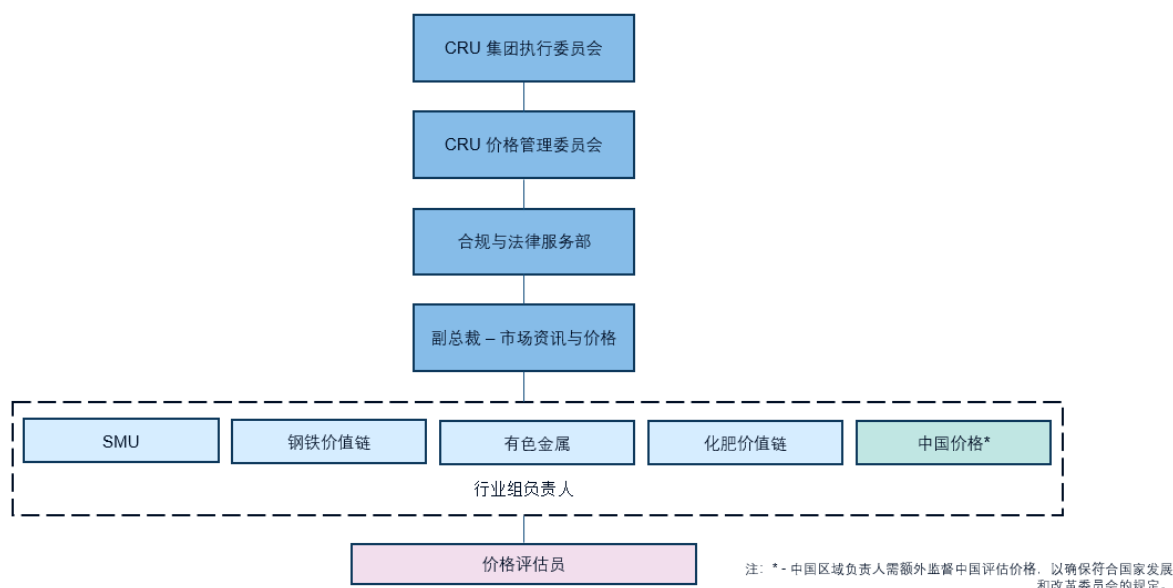 CRU 集团执行委员会
CRU 价格管理委员会
合规与法律服务部
副总裁 – 市场资讯与价格
SMU
钢铁价值链
有色金属
化肥价值链
中国价格*
行业组负责人
价格评估员
注：* - 中国区域负责人需额外监督中国评估价格，以确保符合国家发展
和改革委员会的规定。